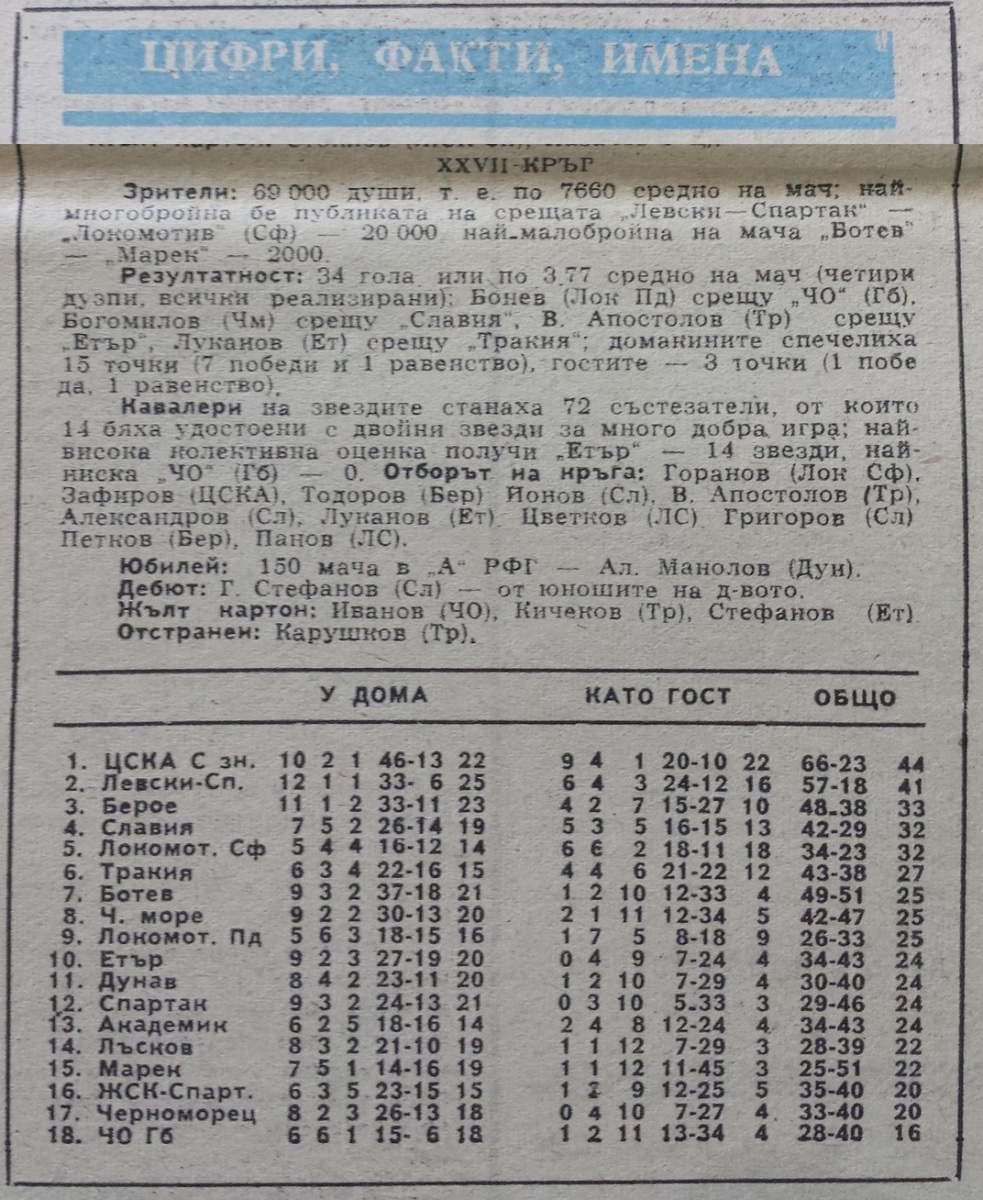 ЦИФРИ, ФАКТИ, ИМЕНА
XXVII-КРЪГ
Зрители: 69 000 души, т. е. по 7660 средно на мач; най-
многобройна бе публиката на срещата „Левски—Спартак“ —
„Локомотив“ (Сф) — 20 000 най-малобройна на мача „Ботев“
— „Марек“ — 2000.
Резултатност: 34 гола или по 3,77 средно на мач (четири
дузпи, всички реализирани): Бонев (Лок Пд) срещу „ЧО“ (Гб),
Богомилов (Чм) срещу „Славия“, В. Апостолов (Тр) срещу
„Етър“, Луканов (Ет) срещу „Тракия“; домакините спечелиха
15 точки (7 победи и 1 равенство), гостите — 3 точки (1 побе
да, 1 равенство).
Кавалери на звездите станаха 72 състезатели, от които
14 бяха удостоени с двойни звезди за много добра игра; най-
висока колективна оценка получи „Етър“ — 14 звезди, най-
ниска „ЧО“ (Гб) — 0. Отборът на кръга: Горанов (Лок Сф),
Зафиров (ЦСКА), Тодоров (Бер) Йонов (Сл), В. Апостолов (Тр),
Александров (Сл), Луканов (Ет) Цветков (ЛС) Григоров (Сл)
Петков (Бер), Панов (ЛС).
Юбилей: 150 мача в „А“ РФГ — Ал. Манолов (Дун).
Дебют: Г. Стефанов (Сл) — от юношите на д-вото.
Жълт картон: Иванов (ЧО), Кичеков (Тр), Стефанов (Ет)
Отстранен: Карушков (Тр).
У ДОМА КАТО ГОСТ ОБЩО
1. ЦСКА С зн. 10 2 1 46-13 22 9 4 1 20-10 22 66-23 44
2. Левски-Сп. 12 1 1 33- 6 25 6 4 3 24-12 16 57-18 41
3. Берое 11 1 2 33-11 23 4 2 7 15-27 10 48-38 33
4. Славия 7 5 2 26-14 19 5 3 5 16-15 13 42-29 32
5. Локомот. Сф 5 4 4 16-12 14 6 6 2 18-11 18 34-23 32
6. Тракия 6 3 4 22-16 15 4 4 6 21-22 12 43-38 27
7. Ботев 9 3 2 37-18 21 1 2 10 12-33 4 49-51 25
8. Ч. море 9 2 2 30-13 20 2 1 11 12-34 5 42-47 25
9. Локомот. Пд 5 6 3 18-15 16 1 7 5 8-18 9 26-33 25
10. Етър 9 2 3 27-19 20 0 4 9 7-24 4 34-43 24
11. Дунав 8 4 2 23-11 20 1 2 10 7-29 4 30-40 24
12. Спартак 9 3 2 24-13 21 0 3 10 5-33 3 29-46 24
13. Академик 6 2 5 18-16 14 2 4 8 12-24 4 34-43 24
14. Лъсков 8 3 2 21-10 19 1 1 12 7-29 3 28-39 22
15. Марек 7 5 1 14-16 19 1 1 12 11-45 3 25-51 22
16. ЖСК-Спарт. 6 3 5 23-15 15 1 9 12-25 5 35-40 20
17. Черноморец 8 2 3 26-13 18 0 4 10 7-27 4 33-40 20
18. ЧО Гб 6 6 1 15- 6 18 1 2 11 13-34 4 28-40 16